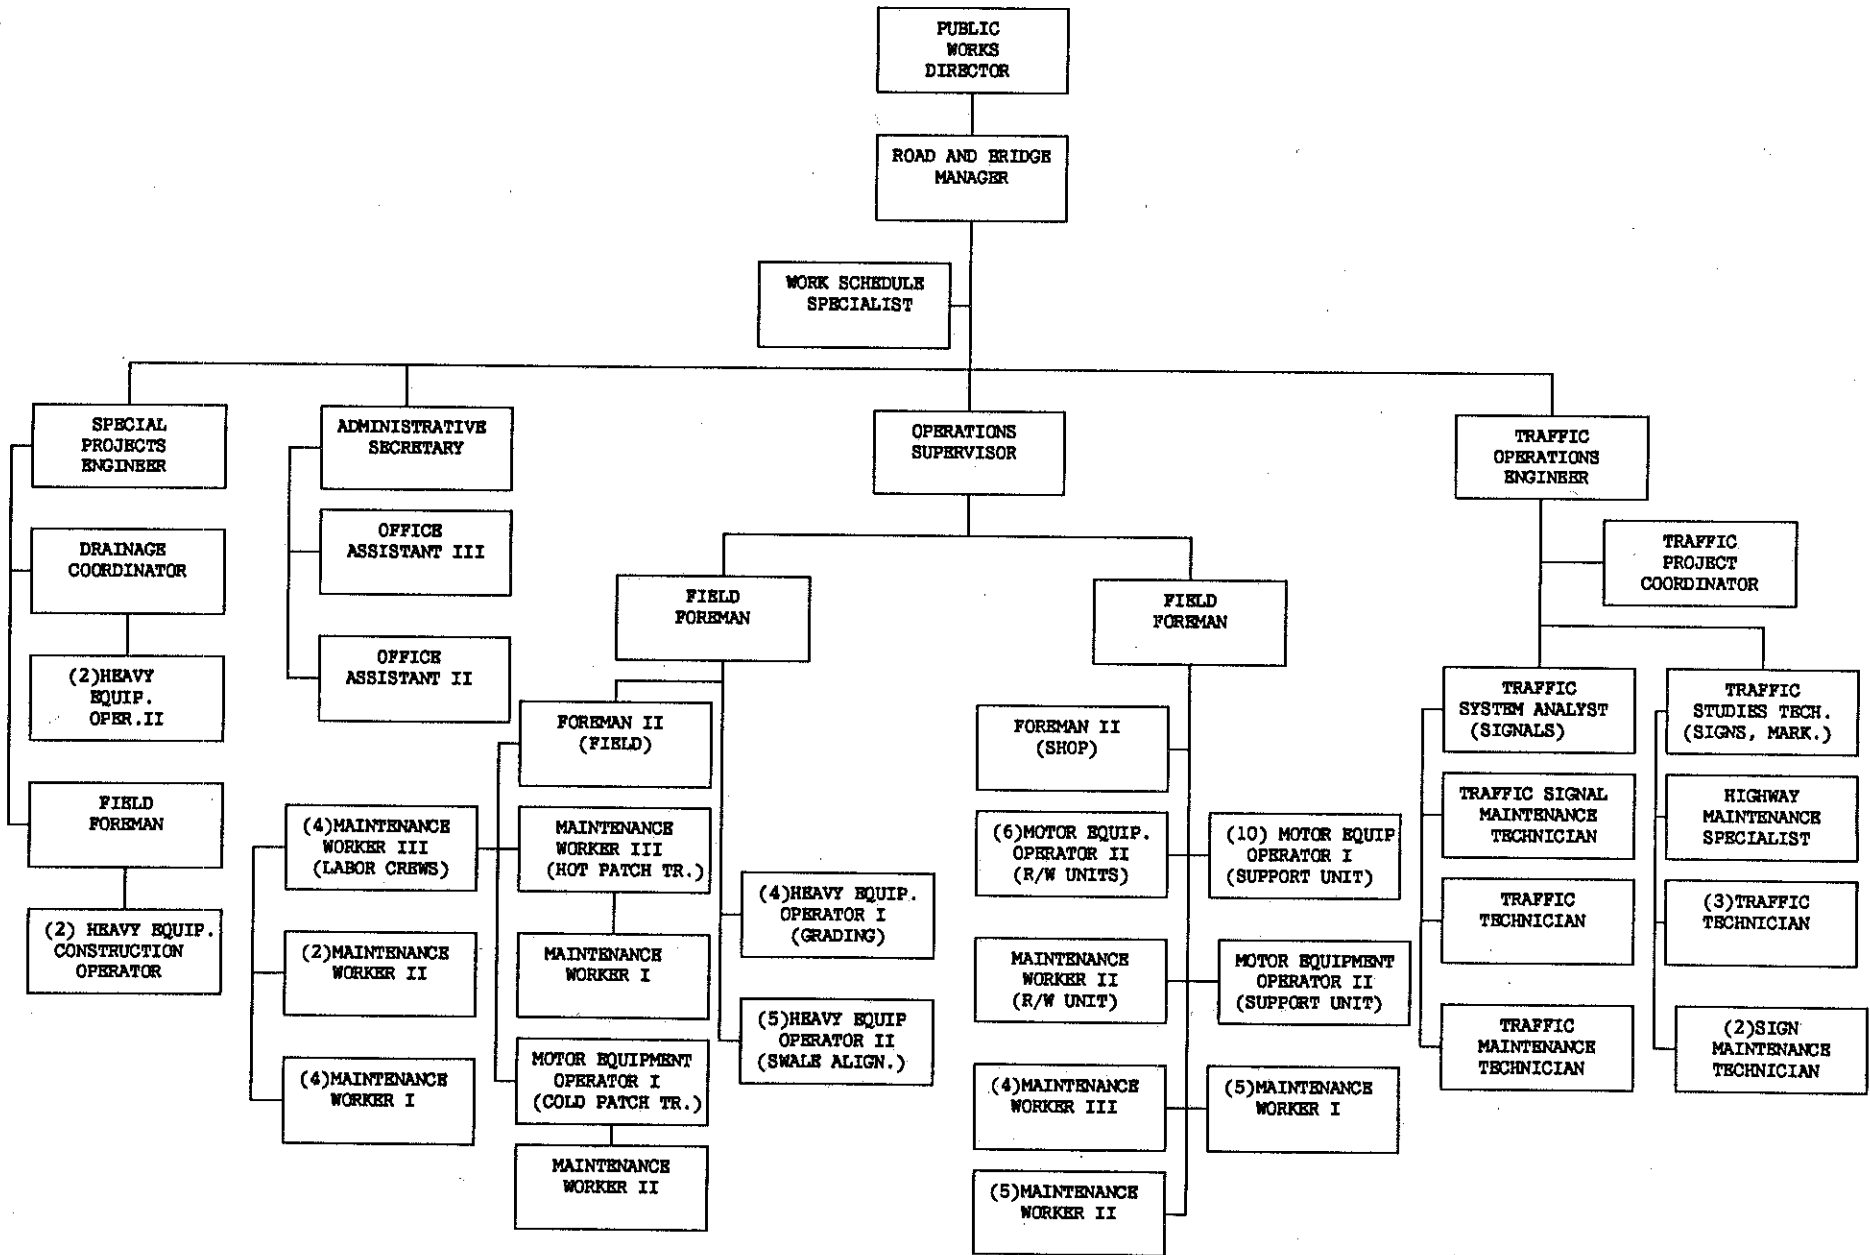 PUBLIC
WORKS
DIRECTOR
ROAD AND BRIDGE
MANAGER
WORK SCHEDULE
SPECIALIST
SPECIAL
PROJECTS
ENGINEER
DRAINAGE
COORDINATOR
(2)HEAVY
EQUIP.
OPER.II
FIELD
FOREMAN
(2) HEAVY EQUIP.
CONSTRUCTION
OPERATOR
ADMINISTRATIVE
SECRETARY
OFFICE
ASSISTANT III
OFFICE
ASSISTANT II
OPERATIONS
SUPERVISOR
FIELD
FOREMAN
FOREMAN II
(FIELD)
(4)MAINTENANCE
WORKER III
(LABOR CREWS)
(2)MAINTENANCE
WORKER II
(4)MAINTENANCE
WORKER I
MAINTENANCE
WORKER III
(HOT PATCH TR.)
MAINTENANCE
WORKER I
MOTOR EQUIPMENT
OPERATOR I
(COLD PATCH TR.)
MAINTENANCE
WORKER II
(4)HEAVY EQUIP.
OPERATOR I
(GRADING)
(5)HEAVY EQUIP
OPERATOR II
(SWALE ALIGN.)
FIELD
FOREMAN
FOREMAN II
(SHOP)
(6)MOTOR EQUIP.
OPERATOR II
(R/W UNITS)
(10) MOTOR EQUIP
OPERATOR I
(SUPPORT UNIT)
MAINTENANCE
WORKER II
(R/W UNIT)
MOTOR EQUIPMENT
OPERATOR II
(SUPPORT UNIT)
(4)MAINTENANCE
WORKER III
(5)MAINTENANCE
WORKER I
(5)MAINTENANCE
WORKER II
TRAFFIC
OPERATIONS
ENGINEER
TRAFFIC
PROJECT
COORDINATOR
TRAFFIC
SYSTEM ANALYST
(SIGNALS)
TRAFFIC SIGNAL
MAINTENANCE
TECHNICIAN
TRAFFIC
TECHNICIAN
TRAFFIC
MAINTENANCE
TECHNICIAN
TRAFFIC
STUDIES TECH.
(SIGNS, MARK.)
HIGHWAY
MAINTENANCE
SPECIALIST
(3)TRAFFIC
TECHNICIAN
(2)SIGN
MAINTENANCE
TECHNICIAN